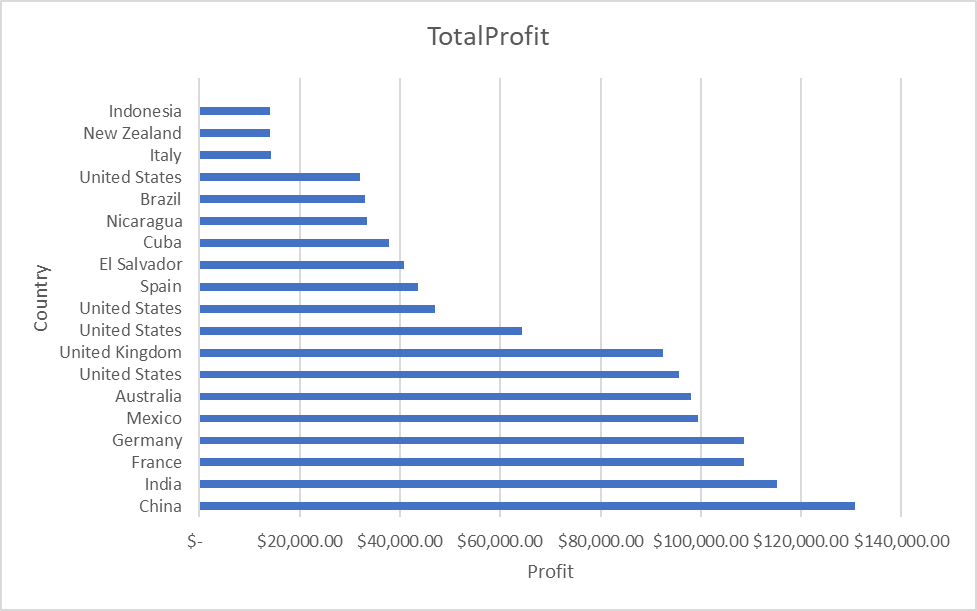 TotalProfit
Indonesia
New Zealand
Italy
United States
Brazil
Nicaragua
Cuba
El Salvador
Spain
United States
United States
United Kingdom
United States
Australia
Mexico
Germany
France
India
China
Country
$- $20,000.00 $40,000.00 $60,000.00 $80,000.00 $100,000.00 $120,000.00 $140,000.00
Profit